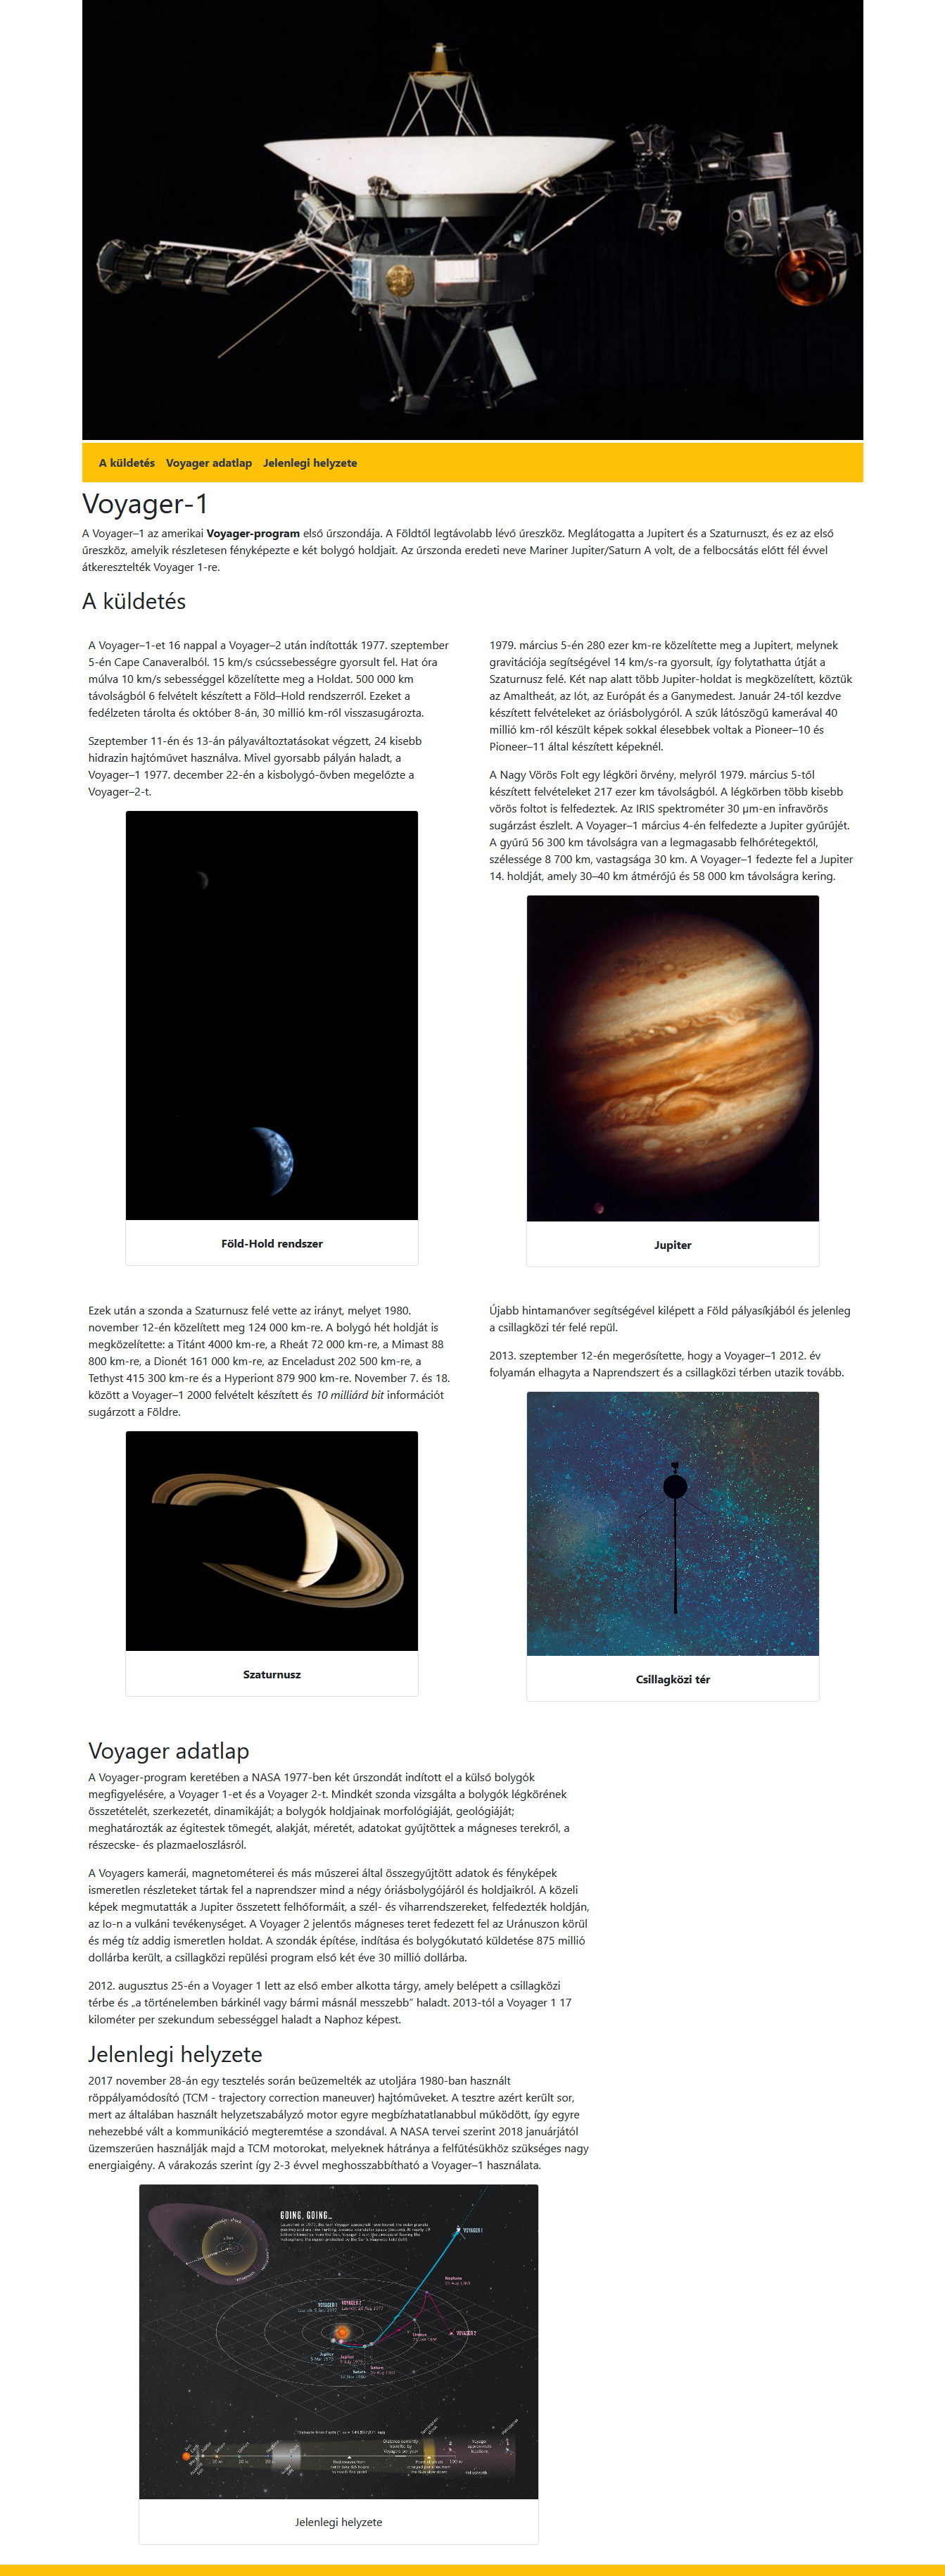 A küldetés Voyager adatlap Jelenlegi helyzete
Voyager-1
A Voyager–1 az amerikai Voyager-program első űrszondája. A Földtől legtávolabb lévő űreszköz. Meglátogatta a Jupitert és a Szaturnuszt, és ez az első
űreszköz, amelyik részletesen fényképezte e két bolygó holdjait. Az űrszonda eredeti neve Mariner Jupiter/Saturn A volt, de a felbocsátás előtt fél évvel
átkeresztelték Voyager 1-re.
A küldetés
A Voyager–1-et 16 nappal a Voyager–2 után indították 1977. szeptember
5-én Cape Canaveralból. 15 km/s csúcssebességre gyorsult fel. Hat óra
múlva 10 km/s sebességgel közelítette meg a Holdat. 500 000 km
távolságból 6 felvételt készített a Föld–Hold rendszerről. Ezeket a
fedélzeten tárolta és október 8-án, 30 millió km-ről visszasugározta.
Szeptember 11-én és 13-án pályaváltoztatásokat végzett, 24 kisebb
hidrazin hajtóművet használva. Mivel gyorsabb pályán haladt, a
Voyager–1 1977. december 22-én a kisbolygó-övben megelőzte a
Voyager–2-t.
Föld-Hold rendszer
1979. március 5-én 280 ezer km-re közelítette meg a Jupitert, melynek
gravitációja segítségével 14 km/s-ra gyorsult, így folytathatta útját a
Szaturnusz felé. Két nap alatt több Jupiter-holdat is megközelített, köztük
az Amaltheát, az Iót, az Európát és a Ganymedest. Január 24-től kezdve
készített felvételeket az óriásbolygóról. A szűk látószögű kamerával 40
millió km-ről készült képek sokkal élesebbek voltak a Pioneer–10 és
Pioneer–11 által készített képeknél.
A Nagy Vörös Folt egy légköri örvény, melyről 1979. március 5-től
készített felvételeket 217 ezer km távolságból. A légkörben több kisebb
vörös foltot is felfedeztek. Az IRIS spektrométer 30 μm-en infravörös
sugárzást észlelt. A Voyager–1 március 4-én felfedezte a Jupiter gyűrűjét.
A gyűrű 56 300 km távolságra van a legmagasabb felhőrétegektől,
szélessége 8 700 km, vastagsága 30 km. A Voyager–1 fedezte fel a Jupiter
14. holdját, amely 30–40 km átmérőjű és 58 000 km távolságra kering.
Jupiter
Ezek után a szonda a Szaturnusz felé vette az irányt, melyet 1980.
november 12-én közelített meg 124 000 km-re. A bolygó hét holdját is
megközelítette: a Titánt 4000 km-re, a Rheát 72 000 km-re, a Mimast 88
800 km-re, a Dionét 161 000 km-re, az Enceladust 202 500 km-re, a
Tethyst 415 300 km-re és a Hyperiont 879 900 km-re. November 7. és 18.
között a Voyager–1 2000 felvételt készített és 10 milliárd bit információt
sugárzott a Földre.
Szaturnusz
Újabb hintamanőver segítségével kilépett a Föld pályasíkjából és jelenleg
a csillagközi tér felé repül.
2013. szeptember 12-én megerősítette, hogy a Voyager–1 2012. év
folyamán elhagyta a Naprendszert és a csillagközi térben utazik tovább.
Csillagközi tér
Voyager adatlap
A Voyager-program keretében a NASA 1977-ben két űrszondát indított el a külső bolygók
megfigyelésére, a Voyager 1-et és a Voyager 2-t. Mindkét szonda vizsgálta a bolygók légkörének
összetételét, szerkezetét, dinamikáját; a bolygók holdjainak morfológiáját, geológiáját;
meghatározták az égitestek tömegét, alakját, méretét, adatokat gyűjtöttek a mágneses terekről, a
részecske- és plazmaeloszlásról.
A Voyagers kamerái, magnetométerei és más műszerei által összegyűjtött adatok és fényképek
ismeretlen részleteket tártak fel a naprendszer mind a négy óriásbolygójáról és holdjaikról. A közeli
képek megmutatták a Jupiter összetett felhőformáit, a szél- és viharrendszereket, felfedezték holdján,
az Io-n a vulkáni tevékenységet. A Voyager 2 jelentős mágneses teret fedezett fel az Uránuszon körül
és még tíz addig ismeretlen holdat. A szondák építése, indítása és bolygókutató küldetése 875 millió
dollárba került, a csillagközi repülési program első két éve 30 millió dollárba.
2012. augusztus 25-én a Voyager 1 lett az első ember alkotta tárgy, amely belépett a csillagközi
térbe és „a történelemben bárkinél vagy bármi másnál messzebb” haladt. 2013-tól a Voyager 1 17
kilométer per szekundum sebességgel haladt a Naphoz képest.
Jelenlegi helyzete
2017 november 28-án egy tesztelés során beüzemelték az utoljára 1980-ban használt
röppályamódosító (TCM - trajectory correction maneuver) hajtóműveket. A tesztre azért került sor,
mert az általában használt helyzetszabályzó motor egyre megbízhatatlanabbul működött, így egyre
nehezebbé vált a kommunikáció megteremtése a szondával. A NASA tervei szerint 2018 januárjától
üzemszerűen használják majd a TCM motorokat, melyeknek hátránya a felfűtésükhöz szükséges nagy
energiaigény. A várakozás szerint így 2-3 évvel meghosszabbítható a Voyager–1 használata.
GOING, GOING...
VOYAGER 1
Neptune
VOYAGER 1 VOYAGER 2
Uranus
VOYAGER 2
Jupiter
Saturn
Jelenlegi helyzete